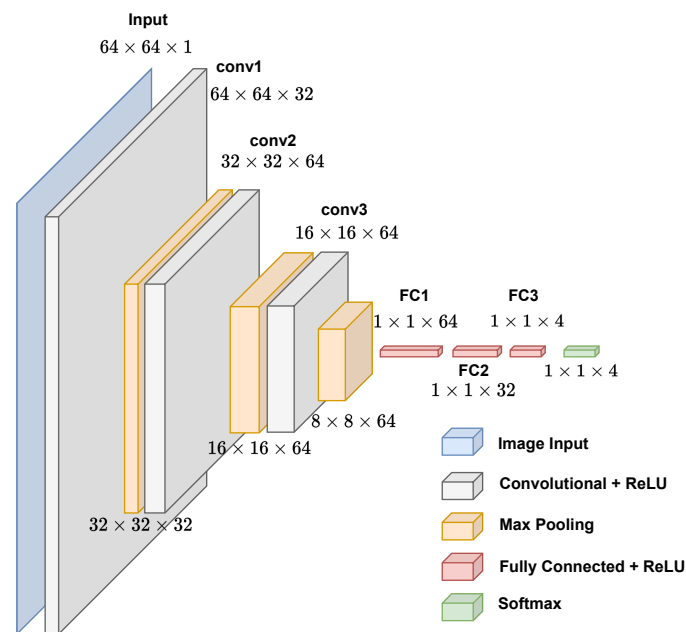 Input
64 × 64 × 1
conv1
64 × 64 × 32
conv2
32 × 32 × 64
conv3
16 × 16 × 64
FC1
1 × 1 × 64
FC3
1 × 1 × 4
FC2
1 × 1 × 32
1 × 1 × 4
8 × 8 × 64
16 × 16 × 64
32 × 32 × 32
Image Input
Convolutional + ReLU
Max Pooling
Fully Connected + ReLU
Softmax